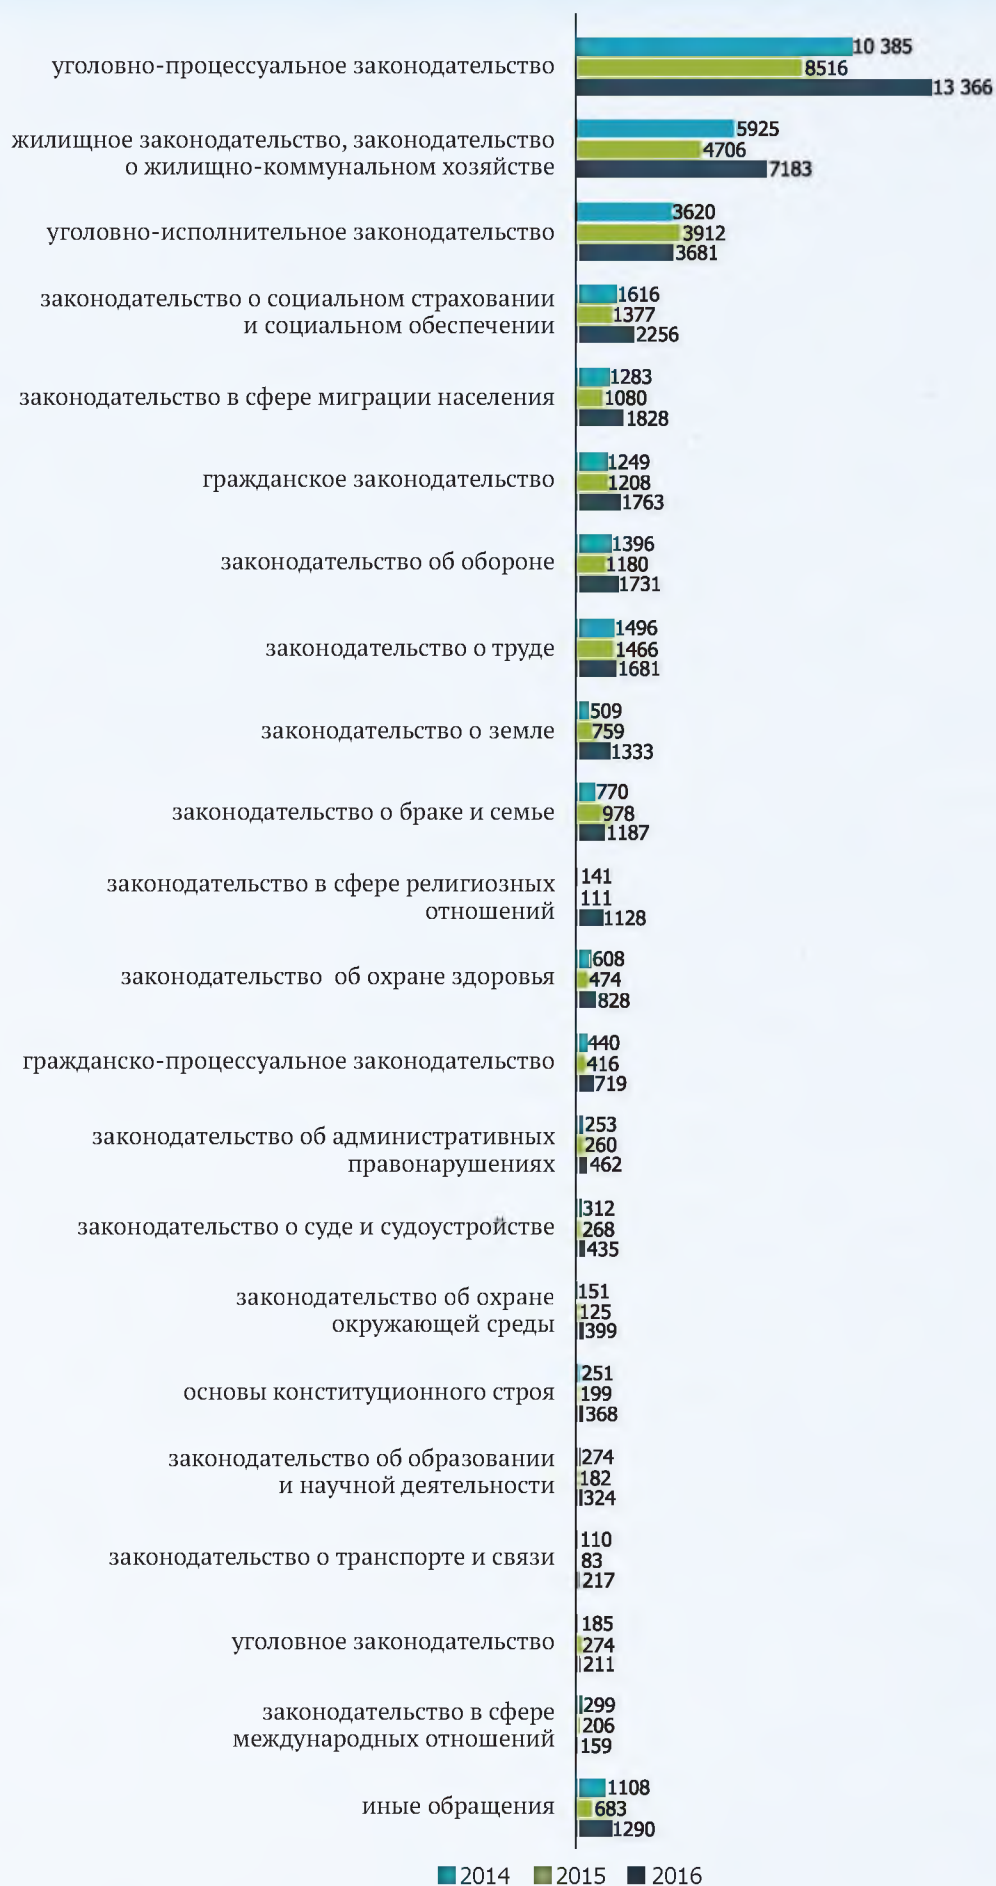 10 385
уголовно-процессуальное законодательство
8516
13 366
5925
жилищное законодательство, законодательство
4706
о жилищно-коммунальном хозяйстве
7183
3620
уголовно-исполнительное законодательство
3912
3681
законодательство о социальном страховании
1616
1377
и социальном обеспечении
2256
1283
законодательство в сфере миграции населения
1080
1828
1249
гражданское законодательство
1208
1763
1396
законодательство об обороне
1180
1731
1496
законодательство о труде
1466
1681
509
законодательство о земле
759
1333
770
законодательство о браке и семье
978
1187
141
законодательство в сфере религиозных
111
отношений
1128
608
законодательство об охране здоровья
474
828
440
гражданско-процессуальное законодательство
416
719
253
законодательство об административных
260
правонарушениях
462
312
законодательство о суде и судоустройстве
268
435
151
законодательство об охране
125
окружающей среды
399
251
основы конституционного строя
199
368
274
законодательство об образовании
182
и научной деятельности
324
110
законодательство о транспорте и связи
83
217
185
уголовное законодательство
274
211
299
законодательство в сфере
206
международных отношений
159
1108
иные обращения
683
1290
2014 2015 2016